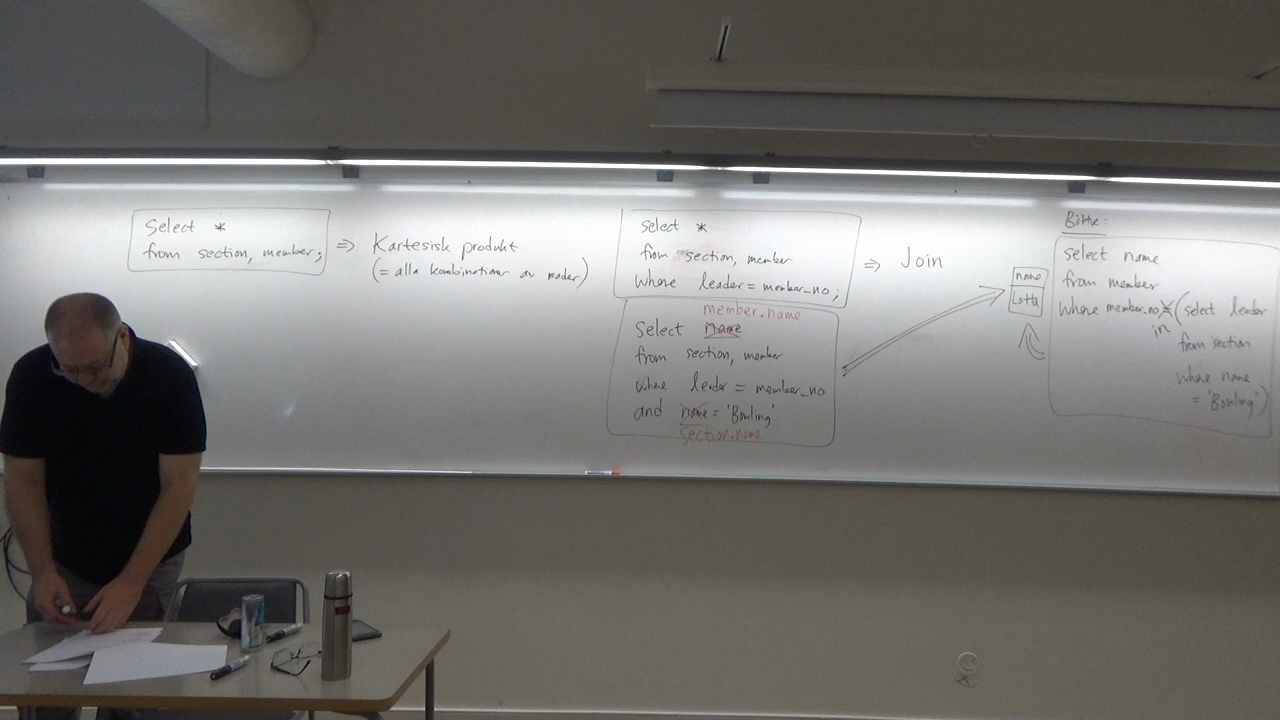 Select *
from section, member;
⇒ Kartesisk produkt
(= alla kombinationer av rader)
select *
from section, member
where leader = member_no;
⇒ Join
member.name
Select name
from section, member
where leader = member_no
and name = 'Bowling'
section.name
name
Lotta
Bättre:
select name
from member
where member_no = (select leader
in
from section
where name
= 'Bowling')